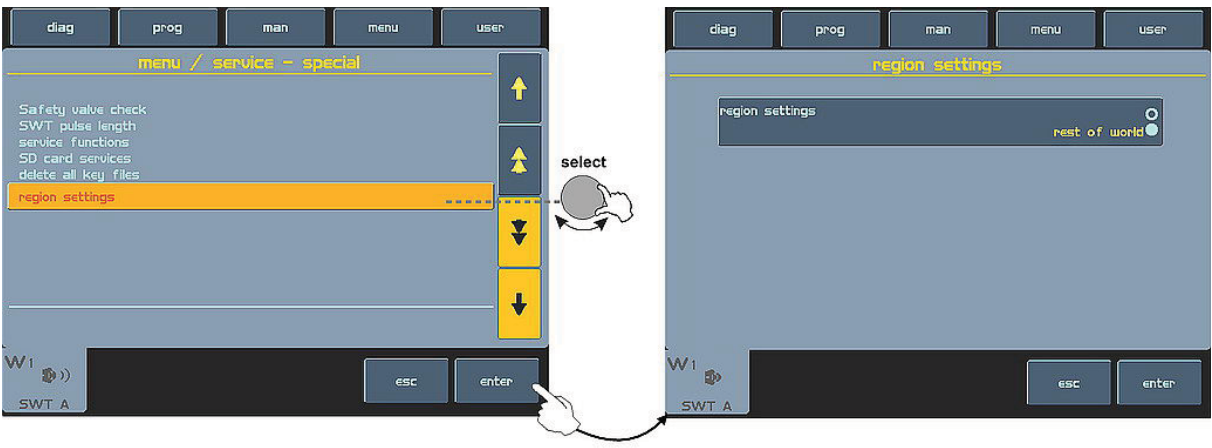 diag prog man menu user
menu / service - special
Safety valve check
SWT pulse length
service functions
SD card services
delete all key files
region settings
W1
SWT A
esc enter
select
diag prog man menu user
region settings
region settings
rest of world
W1
SWT A
esc enter